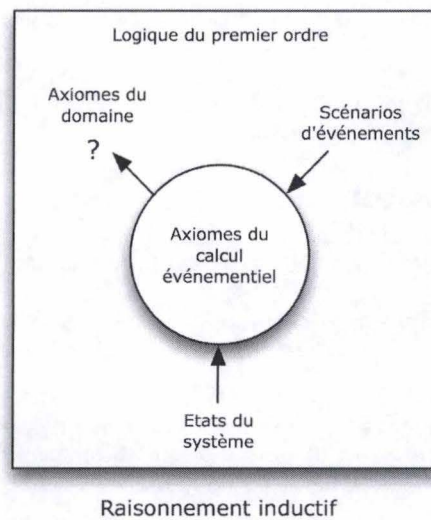 Logique du premier ordre
Axiomes du
domaine
?
Scénarios
d'événements
Axiomes du
calcul
événementiel
Etats du
système
Raisonnement inductif